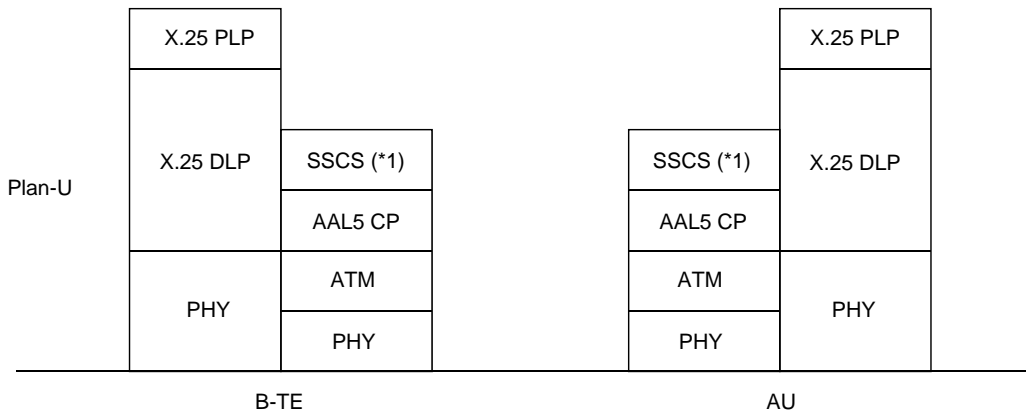 X.25 PLP
X.25 PLP
X.25 DLP
SSCS (*1)
SSCS (*1)
X.25 DLP
Plan-U
AAL5 CP
AAL5 CP
ATM
ATM
PHY
PHY
PHY
PHY
B-TE
AU